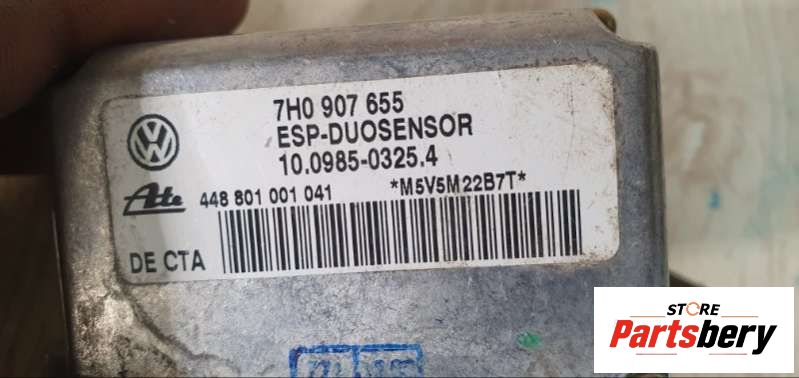 7H0 907 655
ESP-DUOSENSOR
10.0985-0325.4
Ate 448 801 001 041 *M5V5M22B7T*
DE CTA
STORE
Partsbery